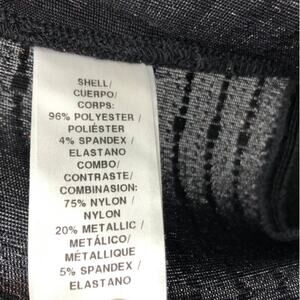 SHELL/
CUERPO/
CORPS:
96% POLYESTER /
POLIÉSTER
4% SPANDEX /
ELASTANO
COMBO/
CONTRASTE/
COMBINASION:
75% NYLON /
NYLON
20% METALLIC /
METÁLICO/
MÉTALLIQUE
5% SPANDEX /
ELASTANO